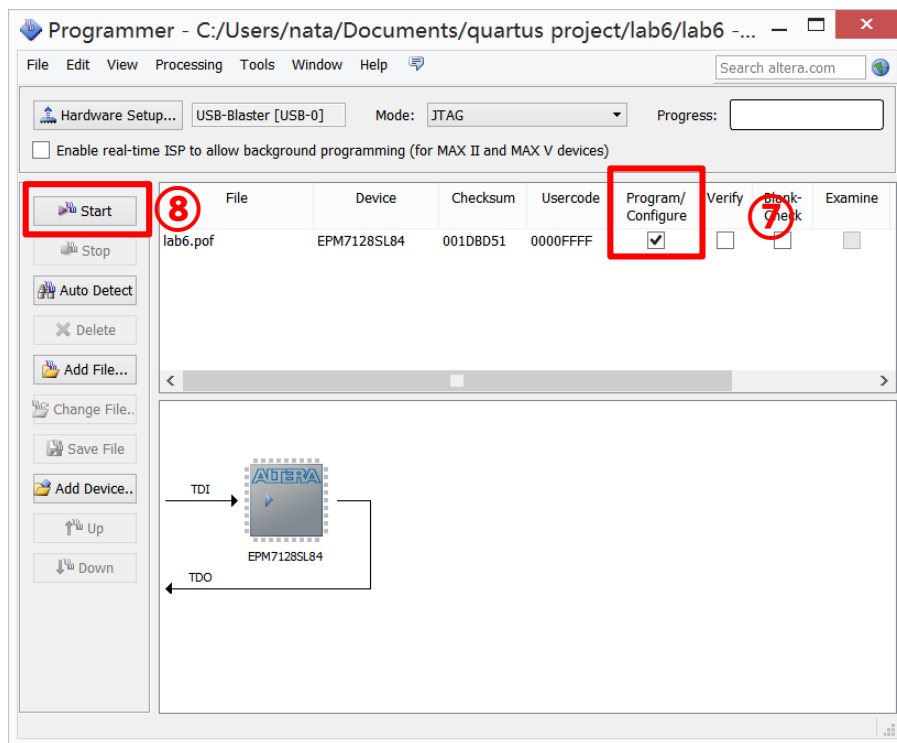 Programmer - C:/Users/nata/Documents/quartus project/lab6/lab6 -...
File Edit View Processing Tools Window Help Search altera.com
Hardware Setup... USB-Blaster [USB-0] Mode: JTAG Progress:
Enable real-time ISP to allow background programming (for MAX II and MAX V devices)
Start
⑧
Stop
Auto Detect
Delete
Add File...
Change File..
Save File
Add Device..
Up
Down
File Device Checksum Usercode Program/ Verify Blank- Examine
Configure Check
⑦
lab6.pof EPM7128SL84 001DBD51 0000FFFF
TDI
ALTERA
EPM7128SL84
TDO